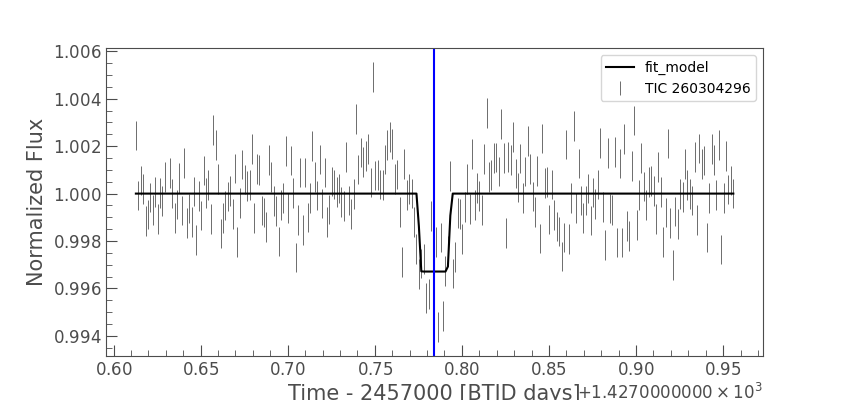 1.006
1.004
1.002
1.000
0.998
0.996
0.994
Normalized Flux
fit_model
TIC 260304296
0.60 0.65 0.70 0.75 0.80 0.85 0.90 0.95
Time - 2457000 [BTJD days]
+1.4270000000×10³